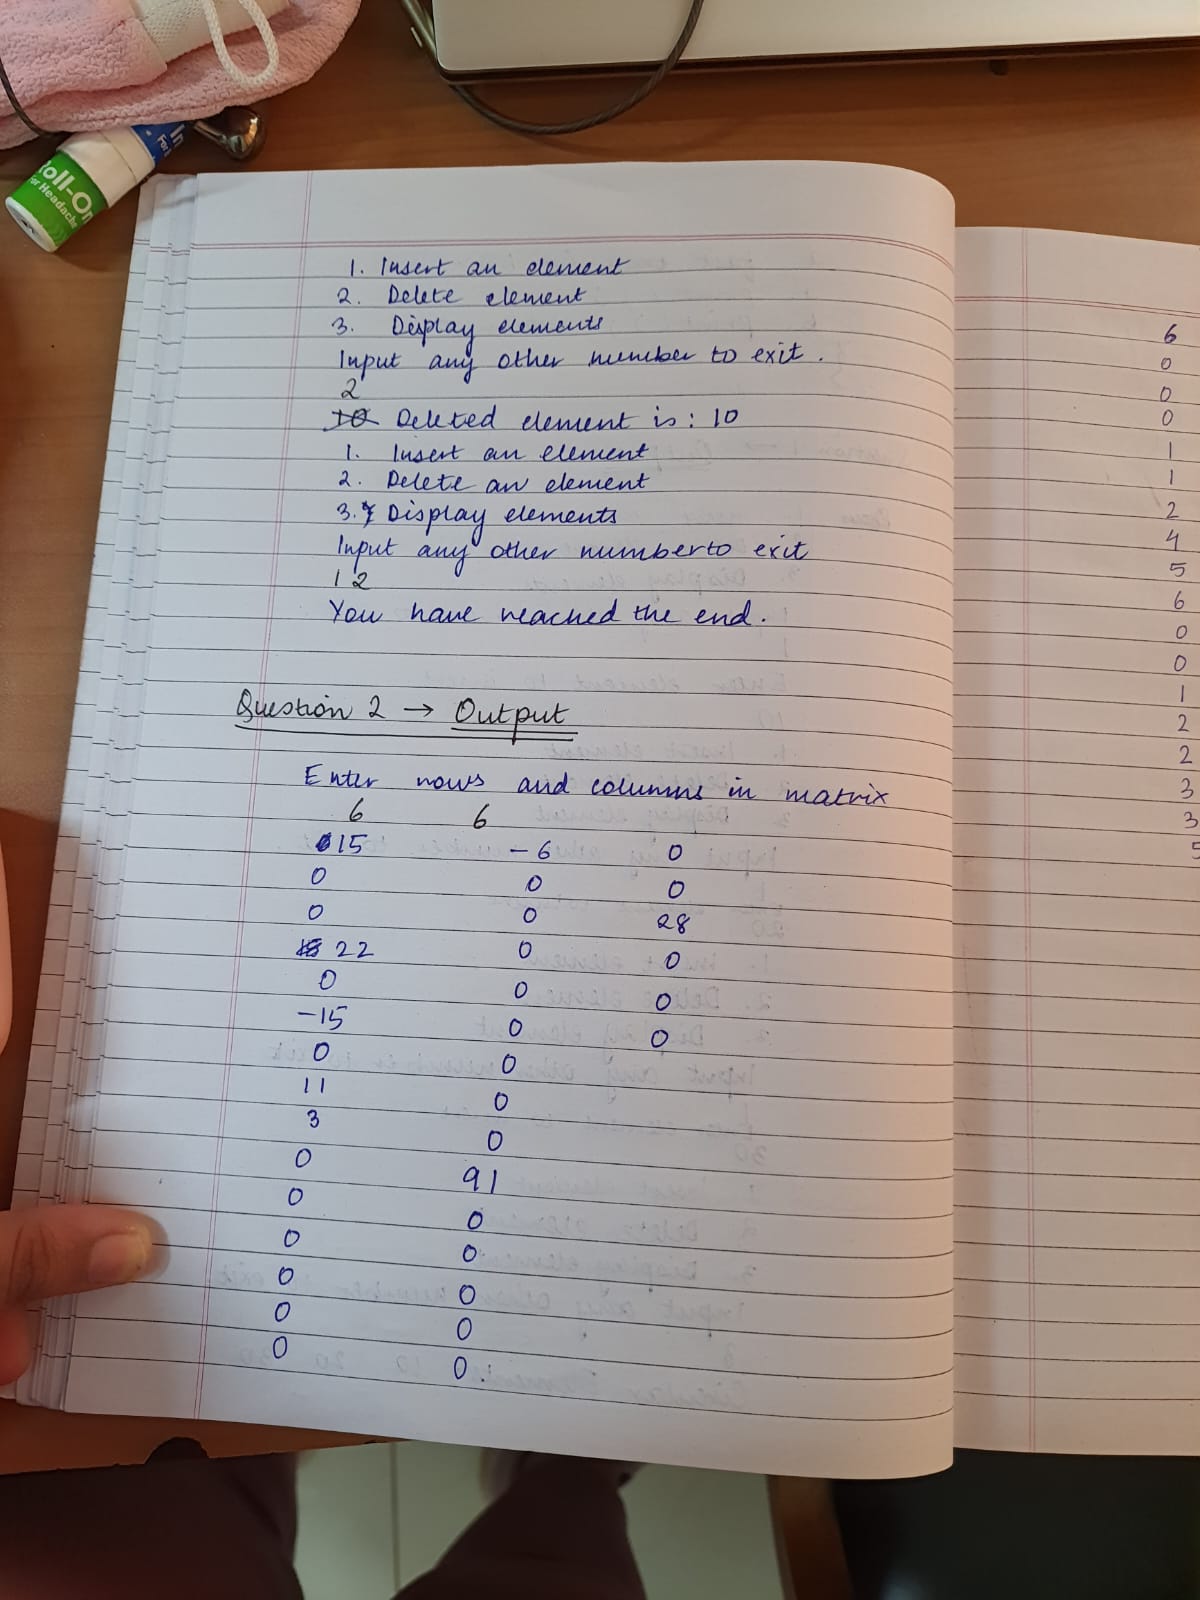 Roll-On
For Headache
In
For
1. Insert an element
2. Delete element
3. Display elements
Input any other number to exit.
2
Deleted element is: 10
1. Insert an element
2. Delete an element
3. Display elements
Input any other number to exit
12
You have reached the end.
Question 2 → Output
Enter rows and columns in matrix
6 6
15 -6 0
0 0 0
0 0 28
22 0 0
0 0 0
-15 0 0
0 0
11 0
3 0
0 91
0 0
0 0
0 0
0 0
0 0
6
0
0
0
1
1
2
4
5
6
0
0
1
2
2
3
3
5